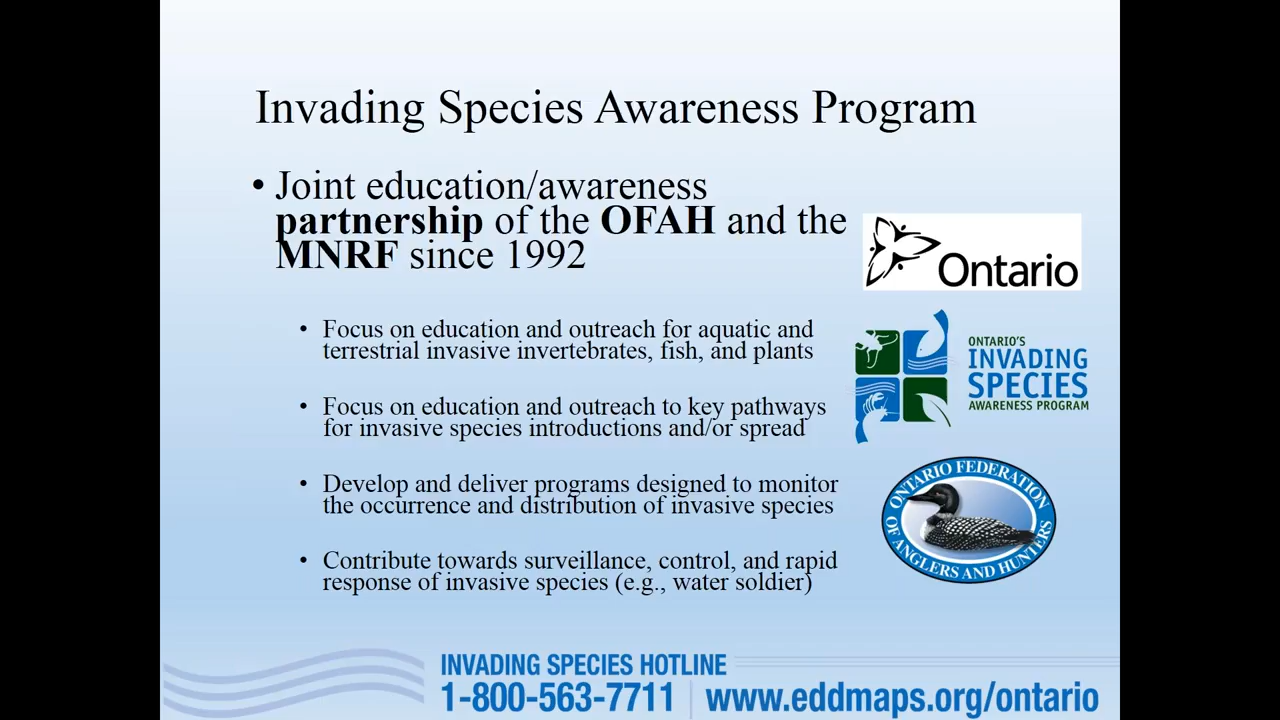 Invading Species Awareness Program
• Joint education/awareness
partnership of the OFAH and the
MNRF since 1992
• Focus on education and outreach for aquatic and
terrestrial invasive invertebrates, fish, and plants
• Focus on education and outreach to key pathways
for invasive species introductions and/or spread
• Develop and deliver programs designed to monitor
the occurrence and distribution of invasive species
• Contribute towards surveillance, control, and rapid
response of invasive species (e.g., water soldier)
Ontario
ONTARIO'S
INVADING
SPECIES
AWARENESS PROGRAM
ONTARIO FEDERATION
OF ANGLERS AND HUNTERS
INVADING SPECIES HOTLINE
1-800-563-7711 | www.eddmaps.org/ontario